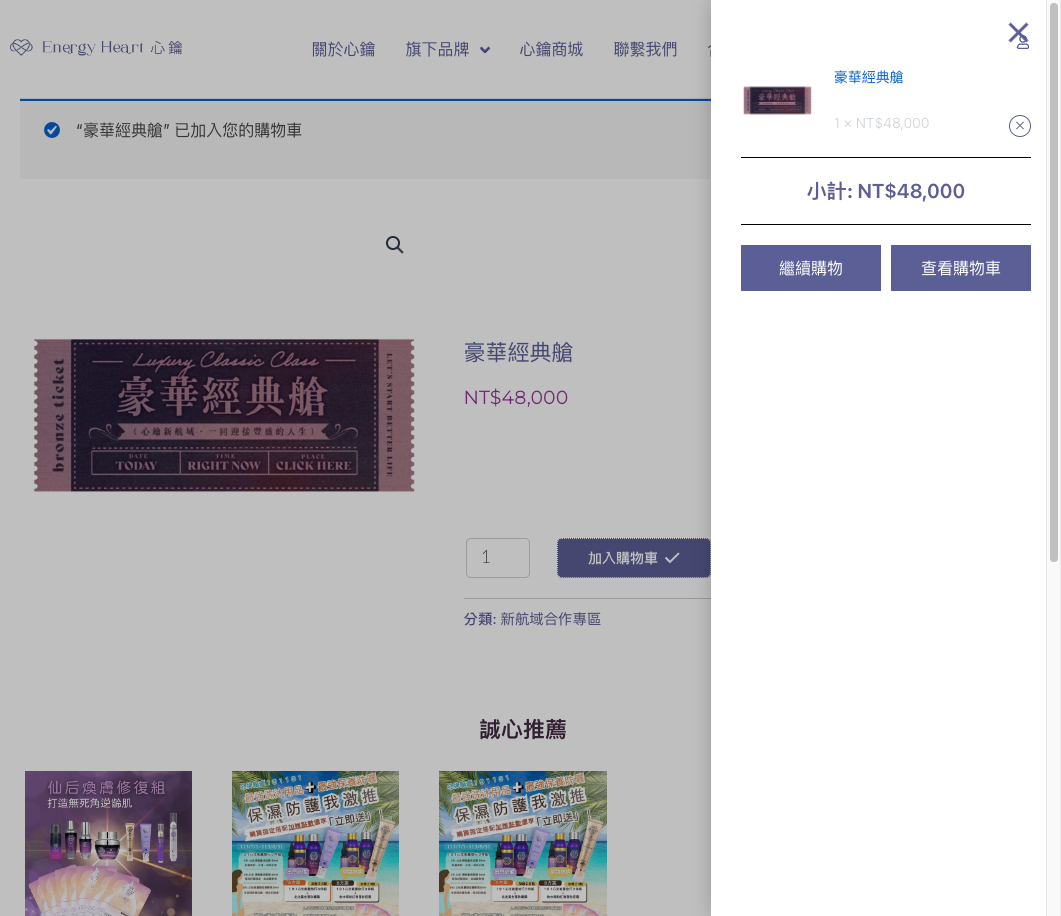 Energy Heart 心鑰
關於心鑰
旗下品牌
心鑰商城
聯繫我們
“豪華經典艙” 已加入您的購物車
豪華經典艙
1 × NT$48,000
小計: NT$48,000
繼續購物
查看購物車
bronze ticket
Luxury Classic Class
豪華經典艙
(心鑰新航域・一同迎接豐盛的人生)
DATE
TODAY
TIME
RIGHT NOW
PLACE
CLICK HERE
LET'S START BETTER LIFE
豪華經典艙
NT$48,000
1
加入購物車
分類: 新航域合作專區
誠心推薦
仙后煥膚修復組
打造無死角逆齡肌
保濕防護我激推
「立即送」
保濕防護我激推
「立即送」